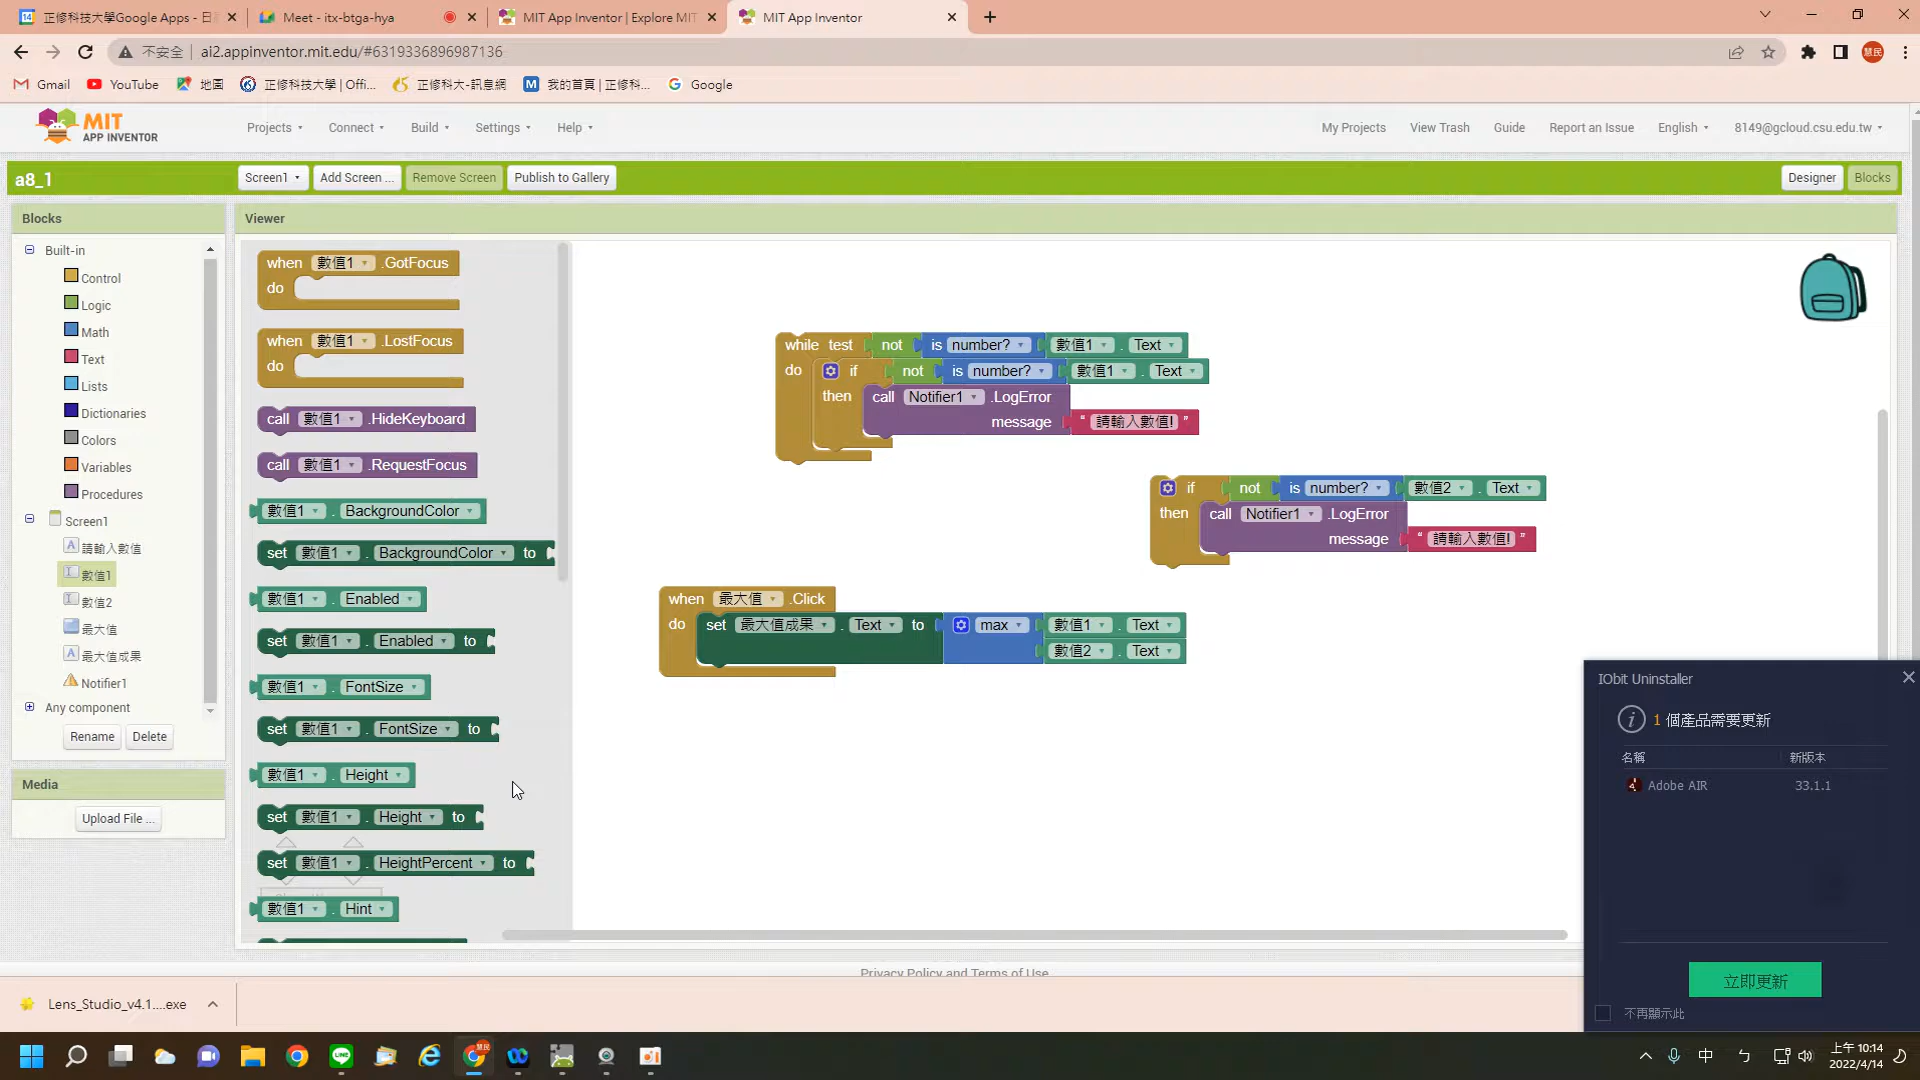 正修科技大學Google Apps - 日
Meet - itx-btga-hya
MIT App Inventor | Explore MIT
MIT App Inventor
不安全 | ai2.appinventor.mit.edu/#6319336896987136
慧民
Gmail
YouTube
地圖
正修科技大學 | Offi...
正修科大-訊息網
我的首頁 | 正修科...
Google
MIT
APP INVENTOR
Projects
Connect
Build
Settings
Help
My Projects
View Trash
Guide
Report an Issue
English
8149@gcloud.csu.edu.tw
a8_1
Screen1
Add Screen ...
Remove Screen
Publish to Gallery
Designer
Blocks
Blocks
Viewer
Built-in
Control
Logic
Math
Text
Lists
Dictionaries
Colors
Variables
Procedures
Screen1
請輸入數值
數值1
數值2
最大值
最大值成果
Notifier1
Any component
Rename
Delete
Media
Upload File ...
when 數值1 .GotFocus
do
when 數值1 .LostFocus
do
call 數值1 .HideKeyboard
call 數值1 .RequestFocus
數值1 . BackgroundColor
set 數值1 . BackgroundColor to
數值1 . Enabled
set 數值1 . Enabled to
數值1 . FontSize
set 數值1 . FontSize to
數值1 . Height
set 數值1 . Height to
set 數值1 . HeightPercent to
數值1 . Hint
while test not is number? 數值1 . Text
do if not is number? 數值1 . Text
then call Notifier1 .LogError
message " 請輸入數值! "
if not is number? 數值2 . Text
then call Notifier1 .LogError
message " 請輸入數值! "
when 最大值 .Click
do set 最大值成果 . Text to max 數值1 . Text
數值2 . Text
IObit Uninstaller
1 個產品需要更新
名稱 新版本
Adobe AIR 33.1.1
立即更新
不再顯示此
Privacy Policy and Terms of Use
Lens_Studio_v4.1....exe
中
上午 10:14
2022/4/14